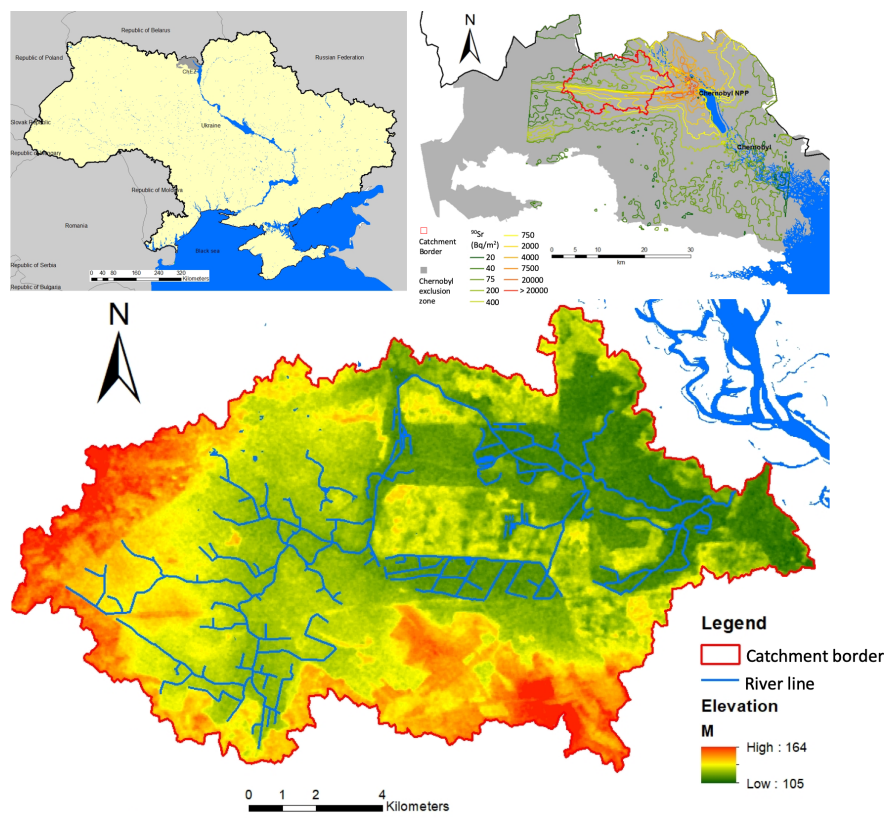 Republic of Belarus
Republic of Poland
Russian Federation
ChEZ
Slovak Republic
Ukraine
Republic of Hungary
Republic of Moldova
Romania
Black sea
Republic of Serbia
Republic of Bulgaria
0 40 80 160 240 320
Kilometers
N
Chernobyl NPP
Chernobyl
⁹⁰Sr
(Bq/m²)
Catchment
Border
Chernobyl
exclusion
zone
20
40
75
200
400
750
2000
4000
7500
20000
> 20000
0 5 10 20 30
km
N
Legend
Catchment border
River line
Elevation
M
High : 164
Low : 105
0 1 2 4
Kilometers